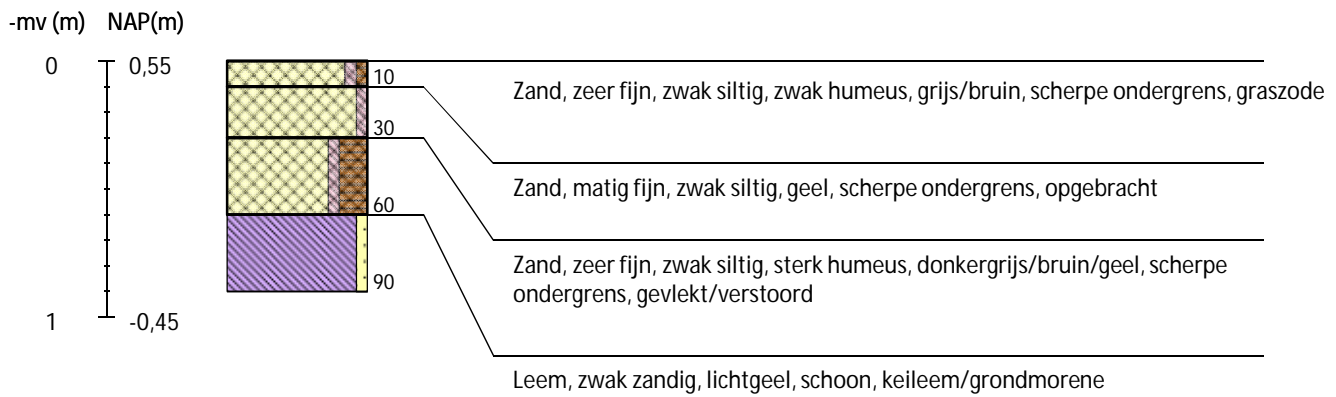 -mv (m) NAP(m)
0 0,55
10
Zand, zeer fijn, zwak siltig, zwak humeus, grijs/bruin, scherpe ondergrens, graszode
30
Zand, matig fijn, zwak siltig, geel, scherpe ondergrens, opgebracht
60
Zand, zeer fijn, zwak siltig, sterk humeus, donkergrijs/bruin/geel, scherpe
ondergrens, gevlekt/verstoord
90
1 -0,45
Leem, zwak zandig, lichtgeel, schoon, keileem/grondmorene